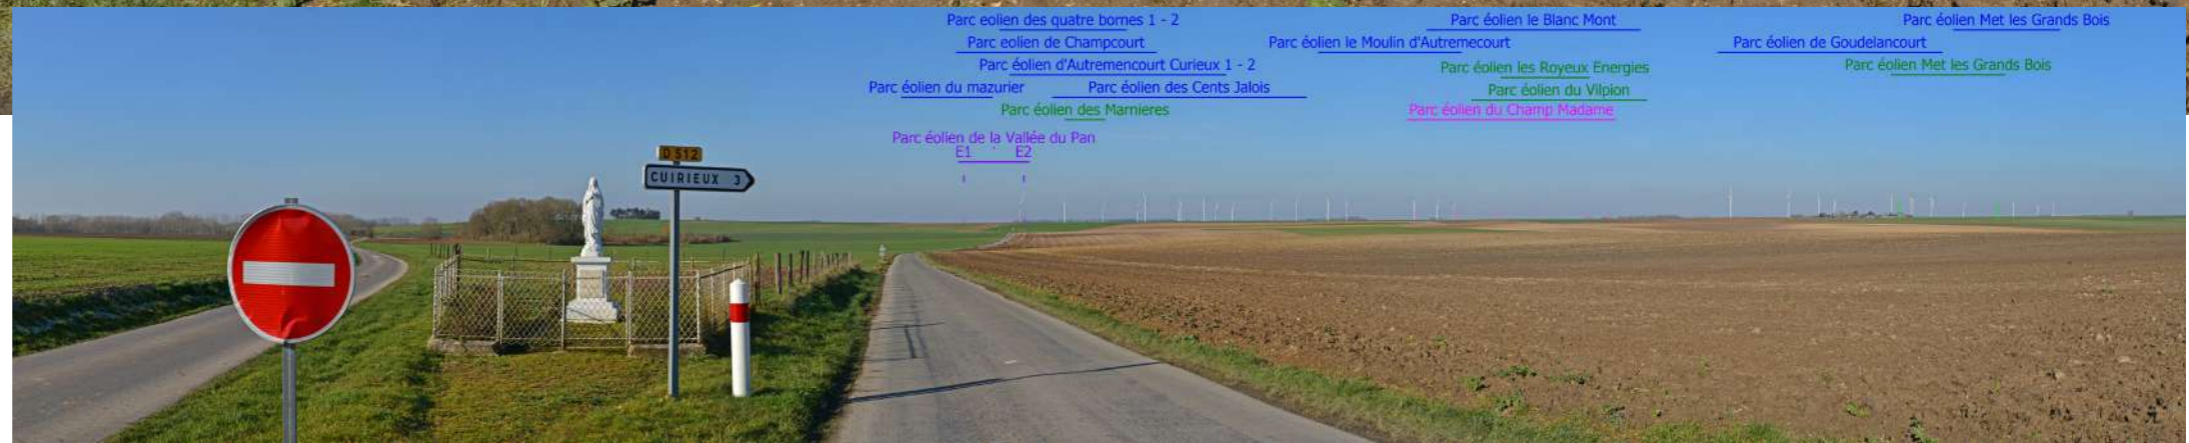 Parc eolien des quatre bornes 1 - 2
Parc éolien le Blanc Mont
Parc éolien Met les Grands Bois
Parc eolien de Champcourt
Parc éolien le Moulin d'Autremecourt
Parc éolien de Goudelancourt
Parc éolien d'Autremencourt Curieux 1 - 2
Parc éolien les Royeux Energies
Parc éolien Met les Grands Bois
Parc éolien du mazurier
Parc éolien des Cents Jalois
Parc éolien du Vilpion
Parc éolien des Marnieres
Parc éolien du Champ Madame
Parc éolien de la Vallée du Pan
E1
E2
D 512
CUIRIEUX 3